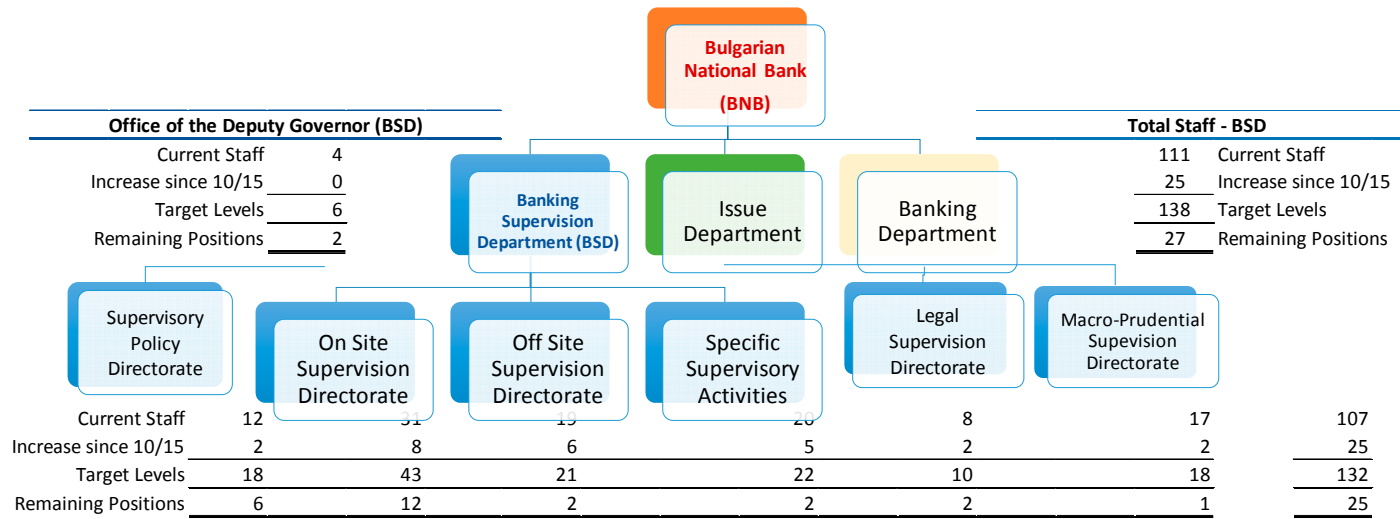 Bulgarian
National Bank
(BNB)
Office of the Deputy Governor (BSD)
Current Staff 4
Increase since 10/15 0
Target Levels 6
Remaining Positions 2
Total Staff - BSD
111 Current Staff
25 Increase since 10/15
138 Target Levels
27 Remaining Positions
Banking
Supervision
Department (BSD)
Issue
Department
Banking
Department
Supervisory
Policy
Directorate
On Site
Supervision
Directorate
Off Site
Supervision
Directorate
Specific
Supervisory
Activities
Legal
Supervision
Directorate
Macro-Prudential
Supevision
Directorate
Current Staff 12 31 19 20 8 17 107
Increase since 10/15 2 8 6 5 2 2 25
Target Levels 18 43 21 22 10 18 132
Remaining Positions 6 12 2 2 2 1 25